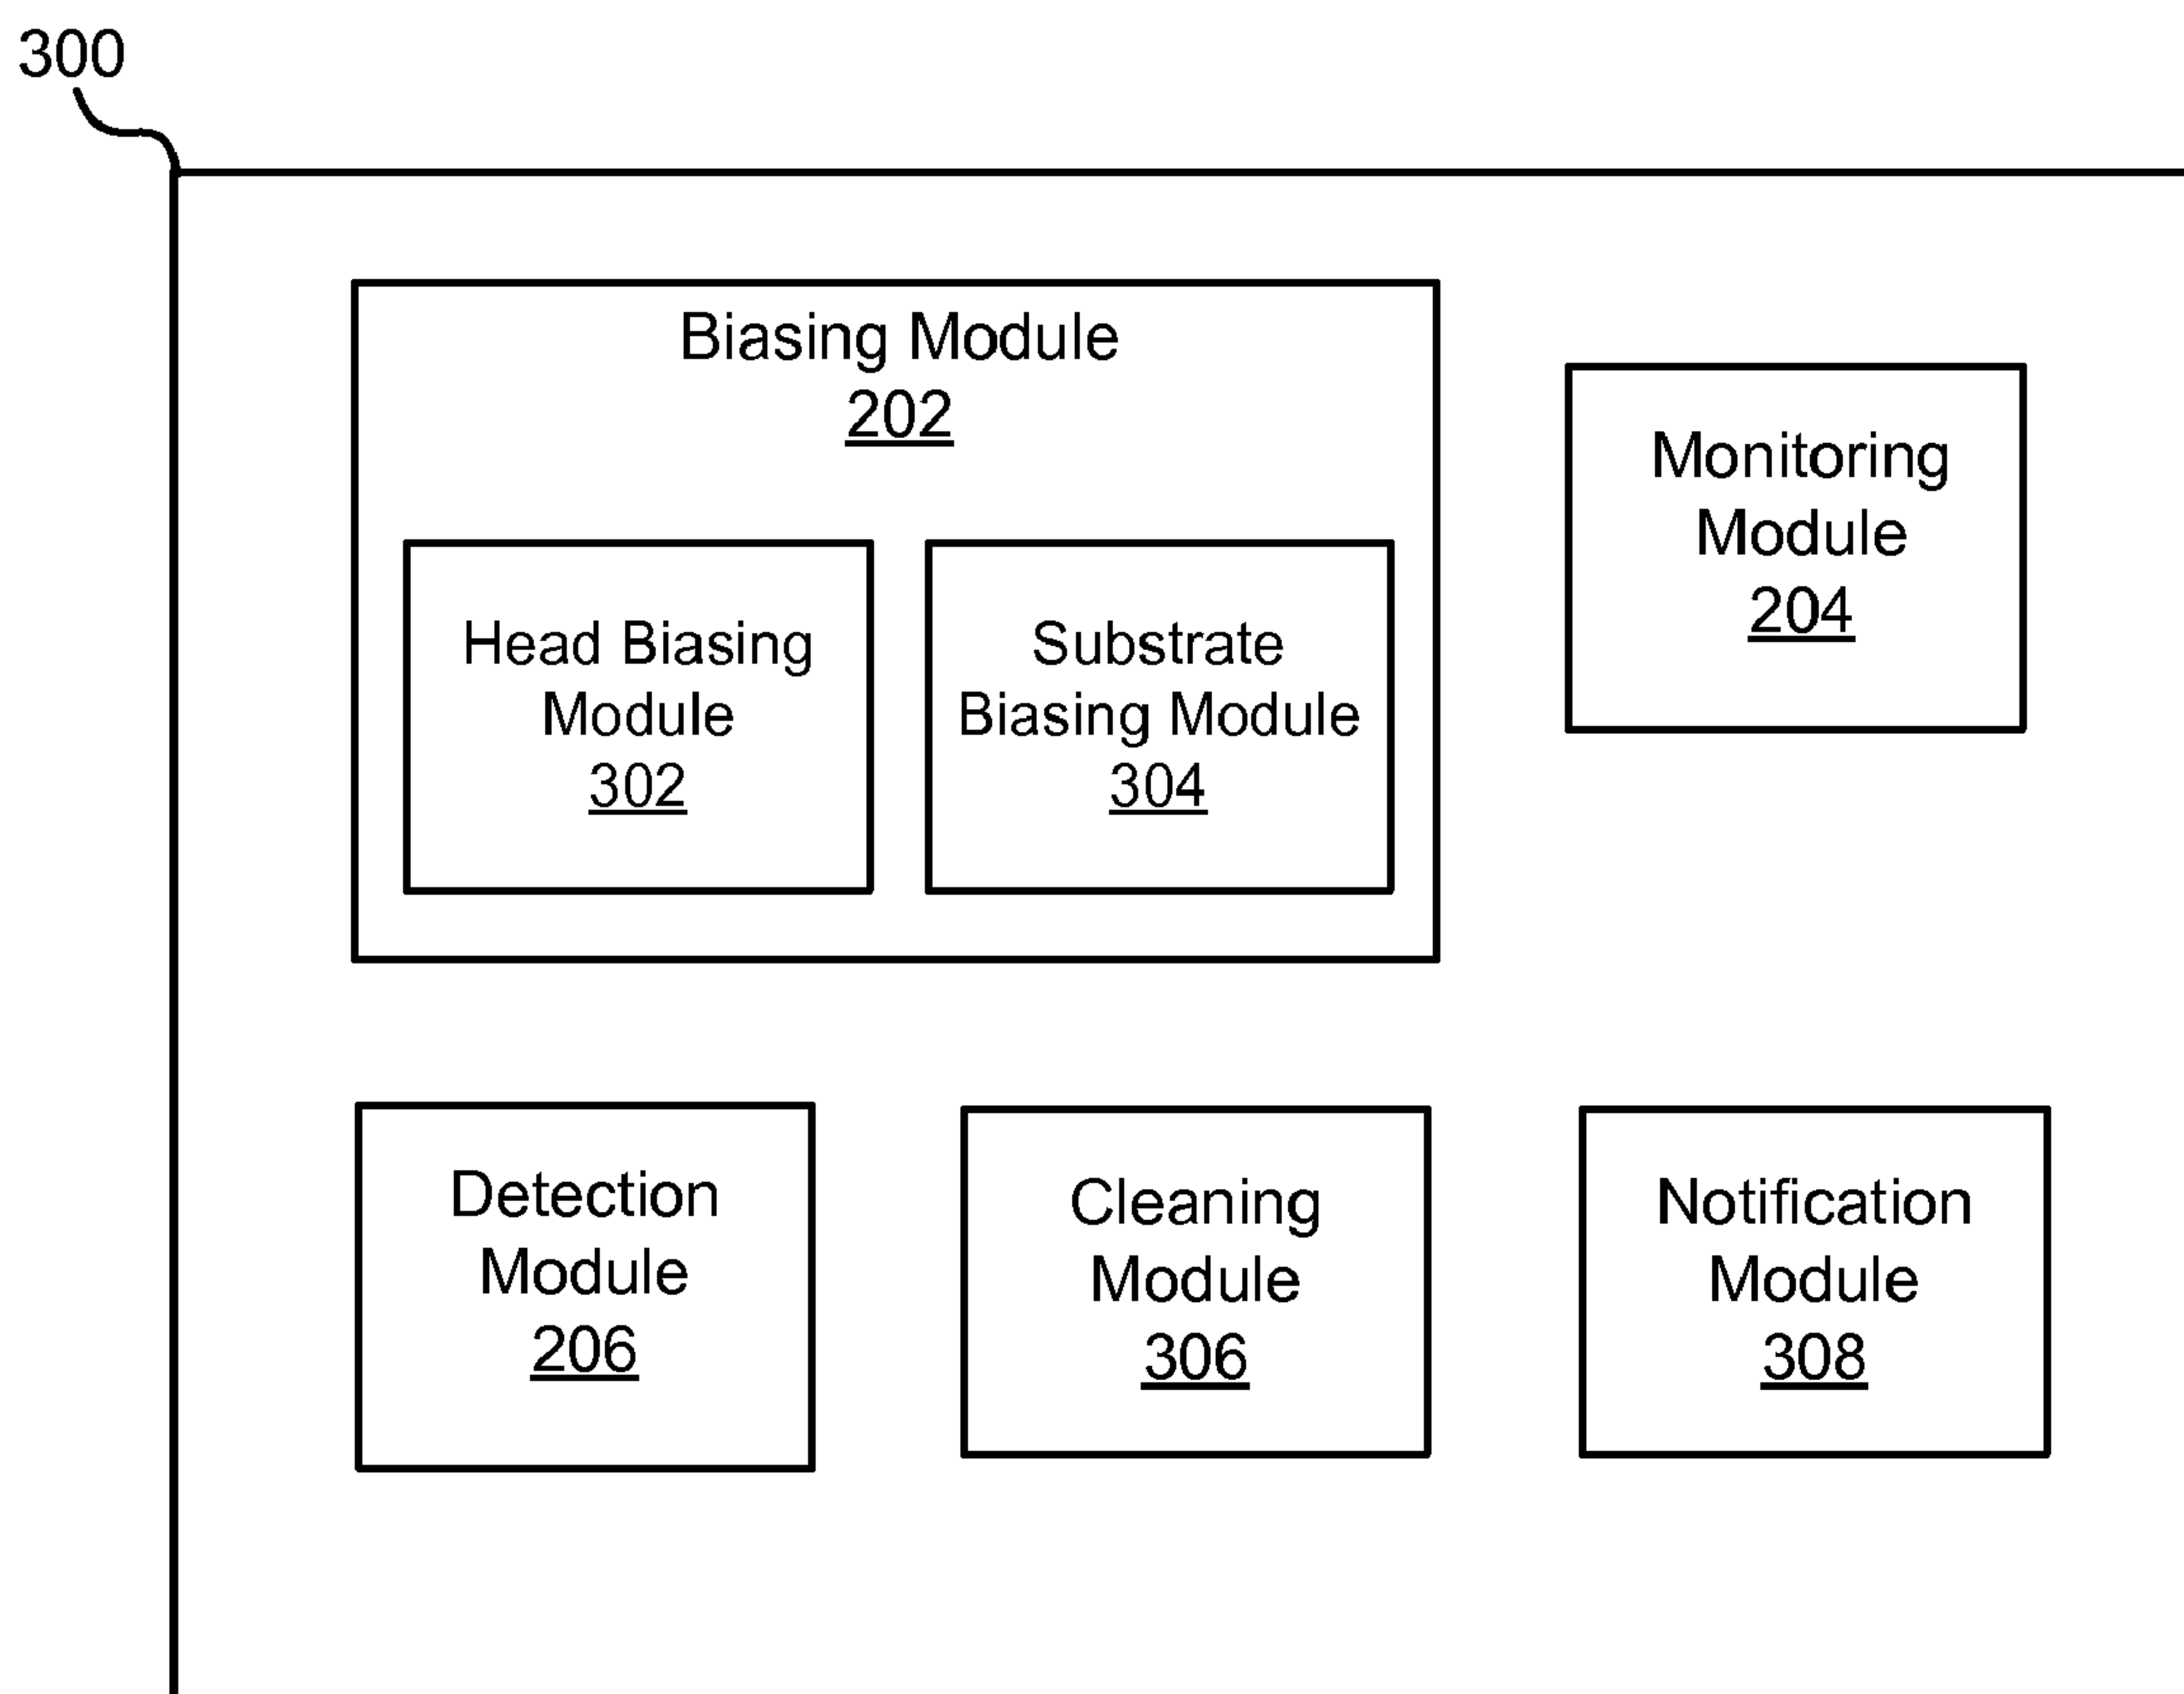 300
Biasing Module
202
Head Biasing
Module
302
Substrate
Biasing Module
304
Monitoring
Module
204
Detection
Module
206
Cleaning
Module
306
Notification
Module
308